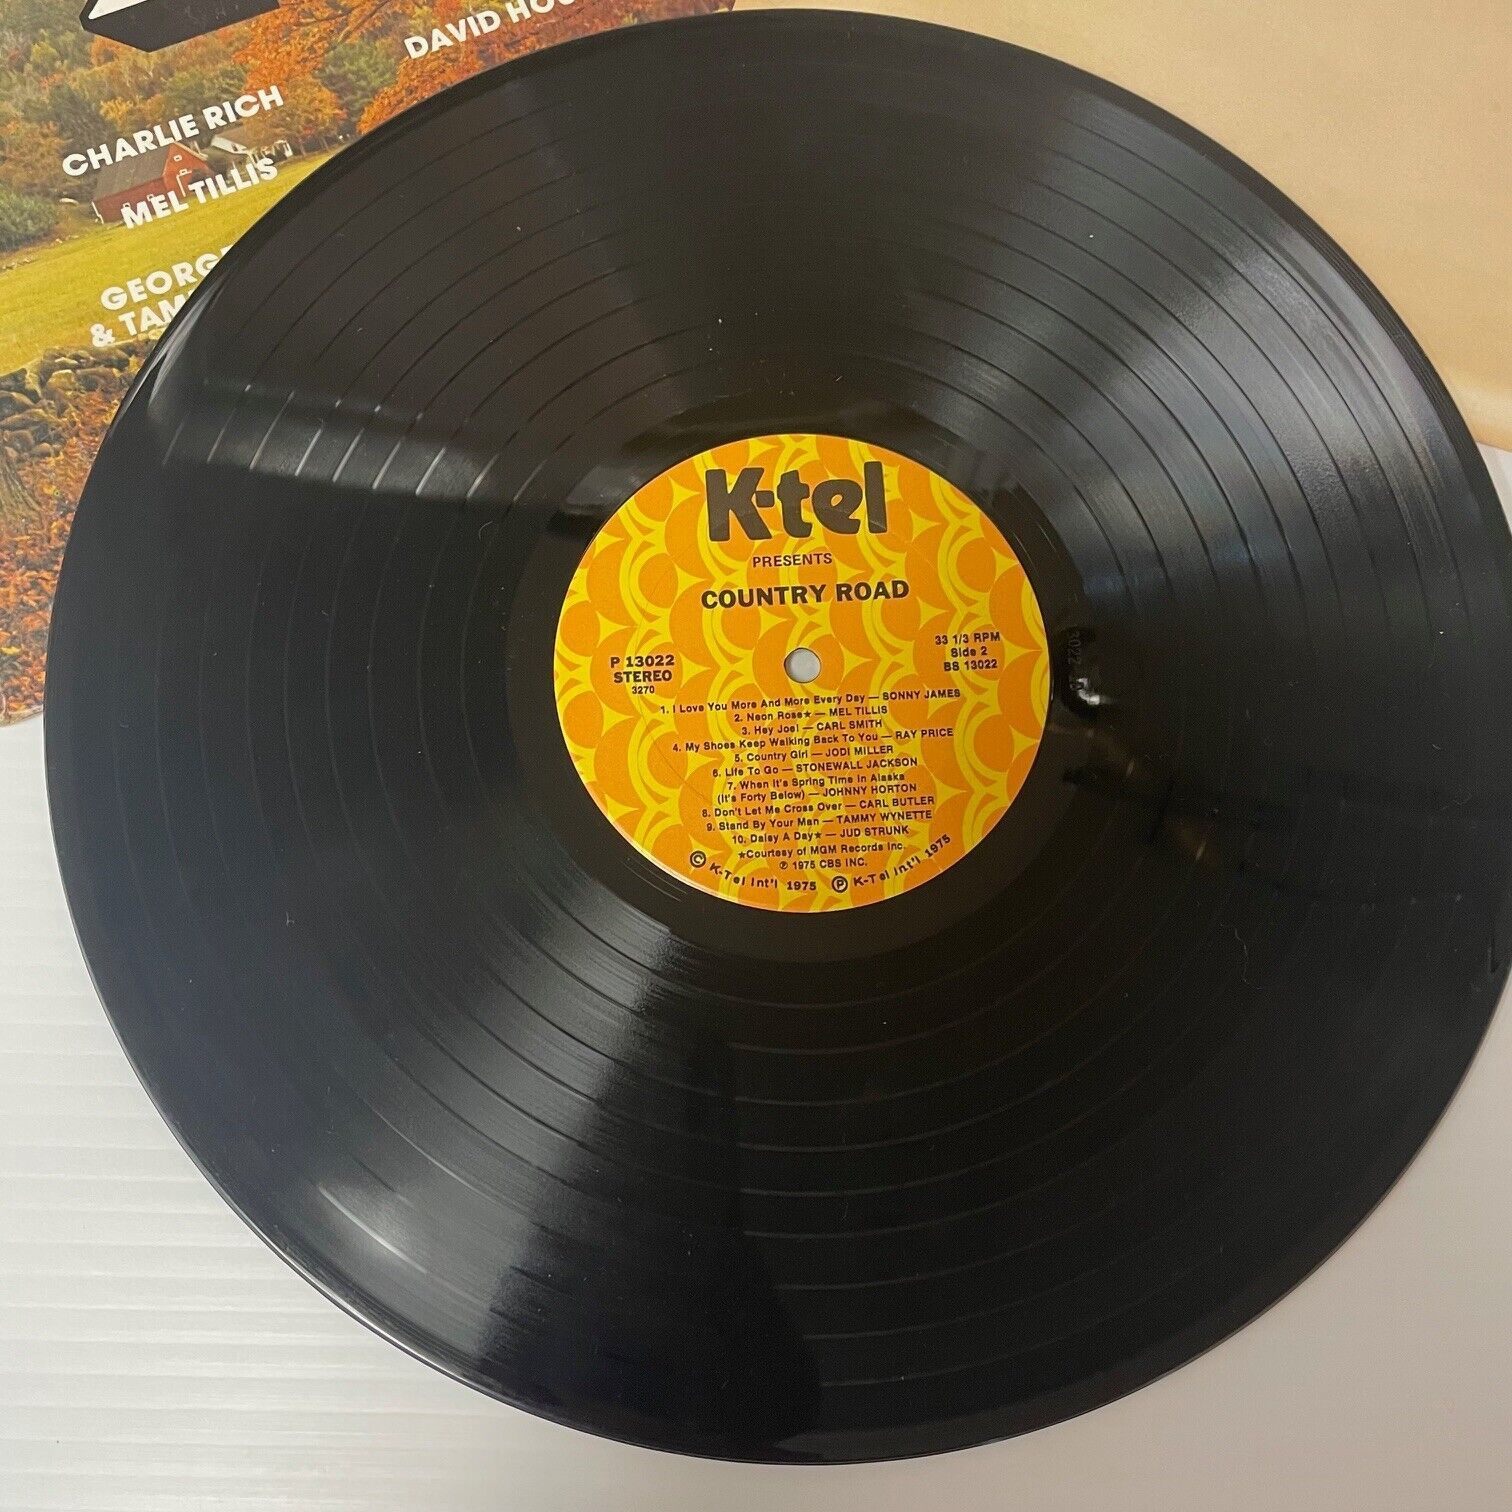 DAVID
CHARLIE RICH
MEL TILLIS
GEORG
& TAM
K-tel
PRESENTS
COUNTRY ROAD
P 13022
STEREO
3270
33 1/3 RPM
Side 2
BS 13022
1. I Love You More And More Every Day — SONNY JAMES
2. Neon Rose★ — MEL TILLIS
3. Hey Joe! — CARL SMITH
4. My Shoes Keep Walking Back To You — RAY PRICE
5. Country Girl — JODI MILLER
6. Life To Go — STONEWALL JACKSON
7. When It's Spring Time in Alaska
(It's Forty Below) — JOHNNY HORTON
8. Don't Let Me Cross Over — CARL BUTLER
9. Stand By Your Man — TAMMY WYNETTE
10. Daisy A Day★ — JUD STRUNK
★Courtesy of MGM Records Inc.
℗ 1975 CBS INC.
© K-Tel Int'l 1975 ℗ K-Tel Int'l 1975